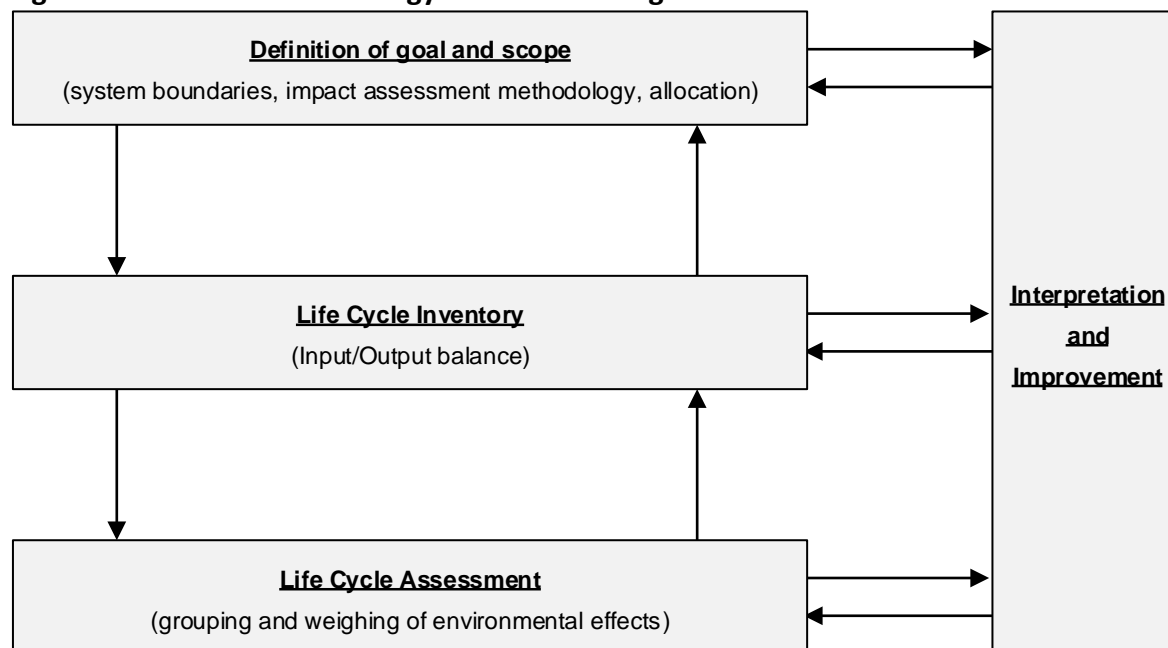 Definition of goal and scope
(system boundaries, impact assessment methodology, allocation)
Life Cycle Inventory
(Input/Output balance)
Life Cycle Assessment
(grouping and weighing of environmental effects)
Interpretation
and
Improvement